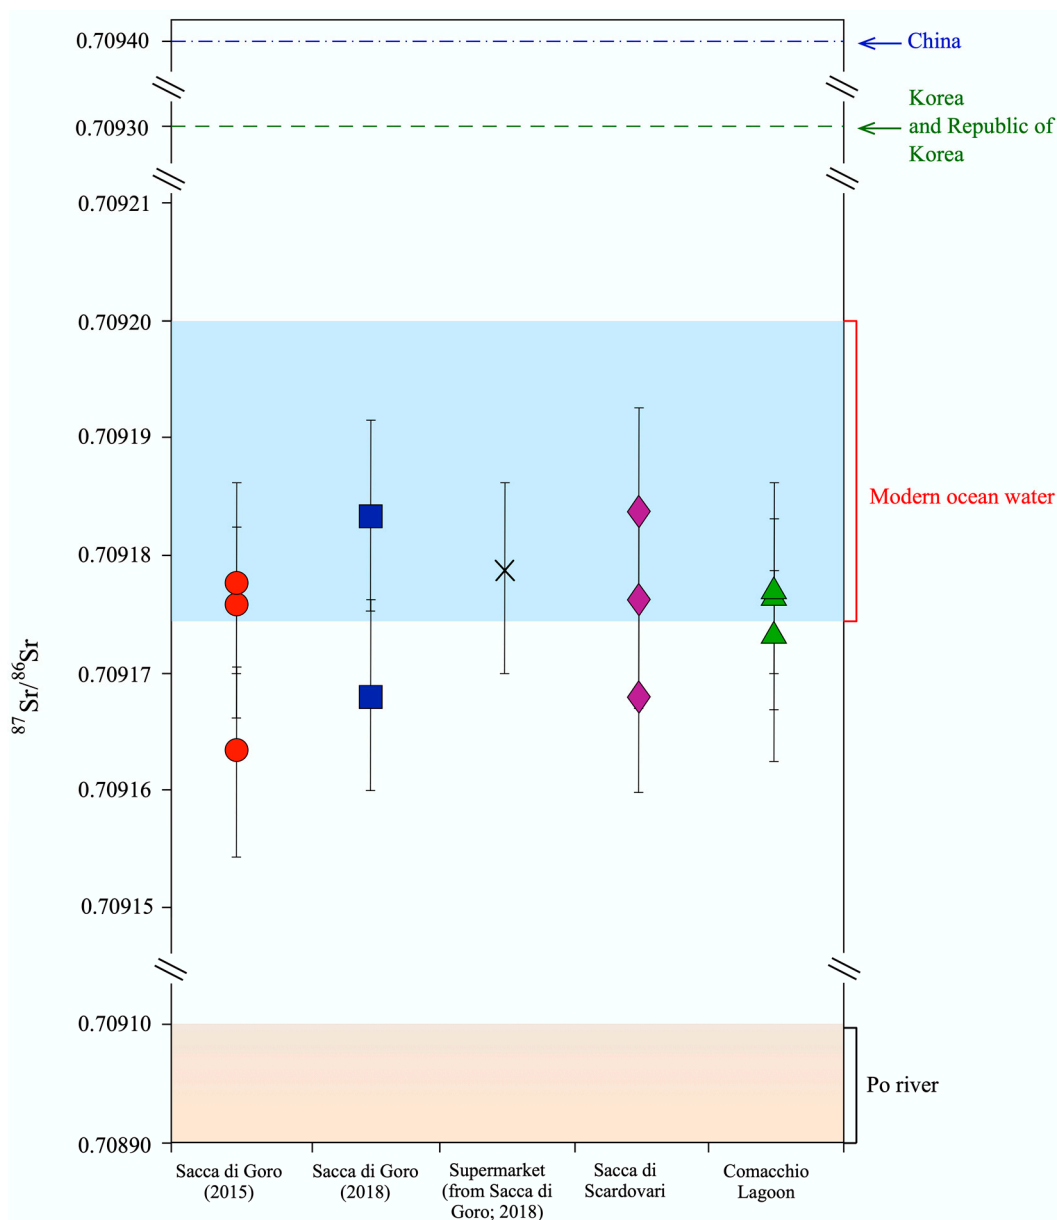 0.70940
China
Korea
0.70930
and Republic of
Korea
0.70921
0.70920
0.70919
Modern ocean water
0.70918
0.70917
87Sr/86Sr
0.70916
0.70915
0.70910
Po river
0.70890
Sacca di Goro
(2015)
Sacca di Goro
(2018)
Supermarket
(from Sacca di
Goro; 2018)
Sacca di
Scardovari
Comacchio
Lagoon